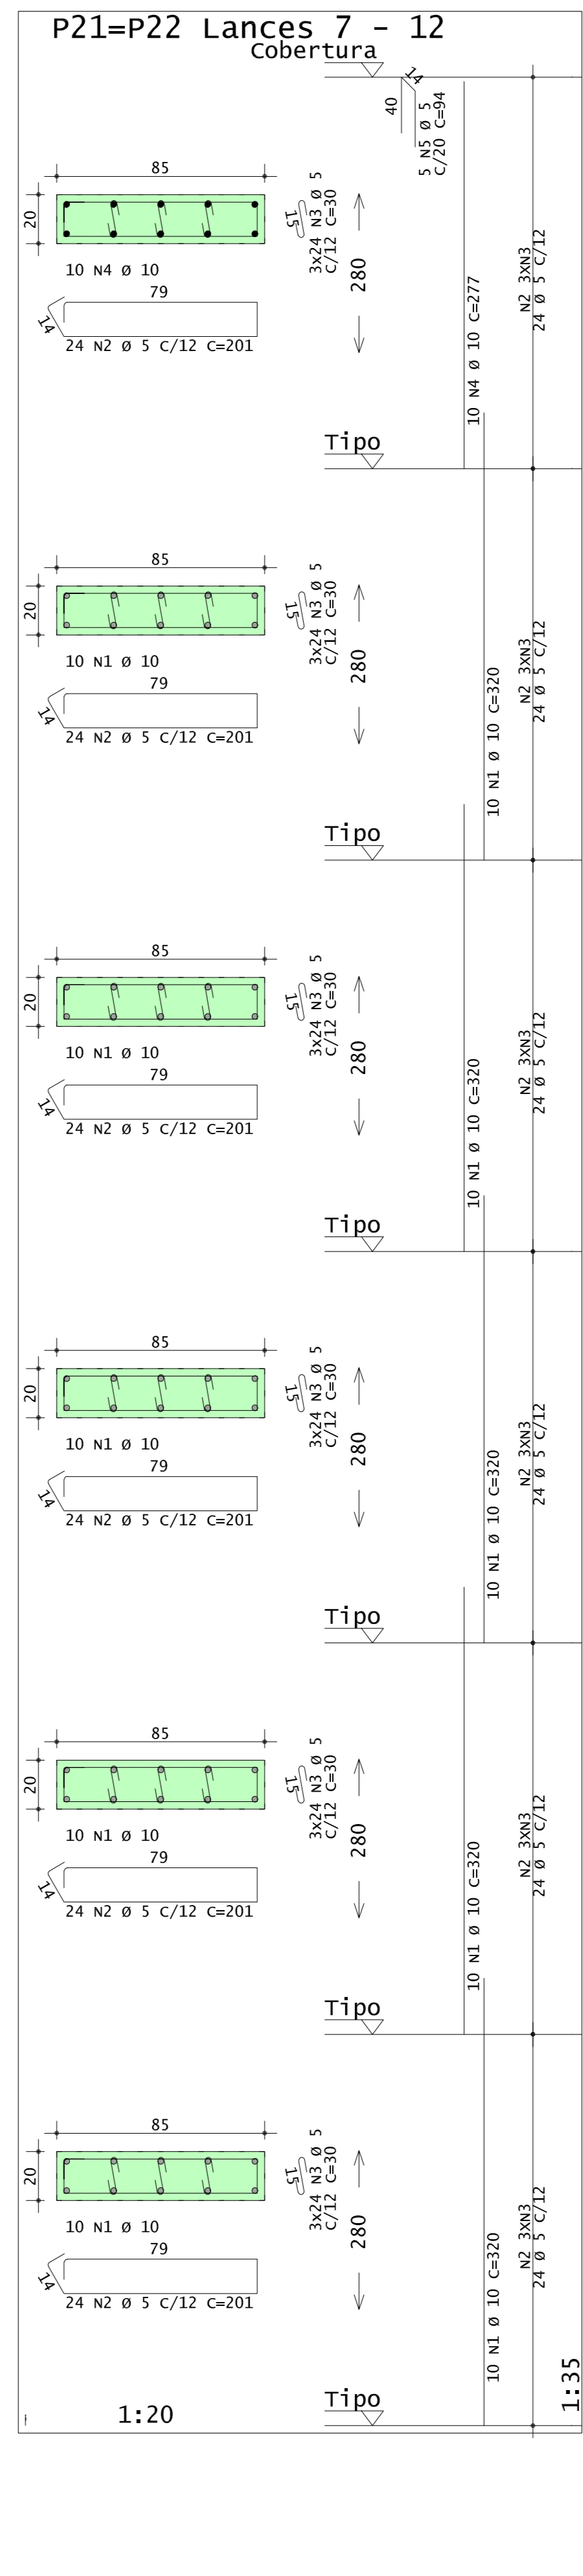 P21=P22 Lances 7 - 12
Cobertura
14
40
5 N5 Ø 5
C/20 C=94
85
20
10 N4 Ø 10
79
14
24 N2 Ø 5 C/12 C=201
15
3x24 N3 Ø 5
C/12 C=30
280
10 N4 Ø 10 C=277
N2 3XN3
24 Ø 5 C/12
Tipo
85
20
10 N1 Ø 10
79
14
24 N2 Ø 5 C/12 C=201
15
3x24 N3 Ø 5
C/12 C=30
280
10 N1 Ø 10 C=320
N2 3XN3
24 Ø 5 C/12
Tipo
85
20
10 N1 Ø 10
79
14
24 N2 Ø 5 C/12 C=201
15
3x24 N3 Ø 5
C/12 C=30
280
10 N1 Ø 10 C=320
N2 3XN3
24 Ø 5 C/12
Tipo
85
20
10 N1 Ø 10
79
14
24 N2 Ø 5 C/12 C=201
15
3x24 N3 Ø 5
C/12 C=30
280
10 N1 Ø 10 C=320
N2 3XN3
24 Ø 5 C/12
Tipo
85
20
10 N1 Ø 10
79
14
24 N2 Ø 5 C/12 C=201
15
3x24 N3 Ø 5
C/12 C=30
280
10 N1 Ø 10 C=320
N2 3XN3
24 Ø 5 C/12
Tipo
85
20
10 N1 Ø 10
79
14
24 N2 Ø 5 C/12 C=201
15
3x24 N3 Ø 5
C/12 C=30
280
10 N1 Ø 10 C=320
N2 3XN3
24 Ø 5 C/12
Tipo
1:20
1:35